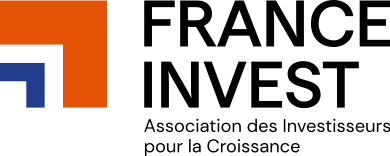 FRANCE
INVEST
Association des Investisseurs
pour la Croissance